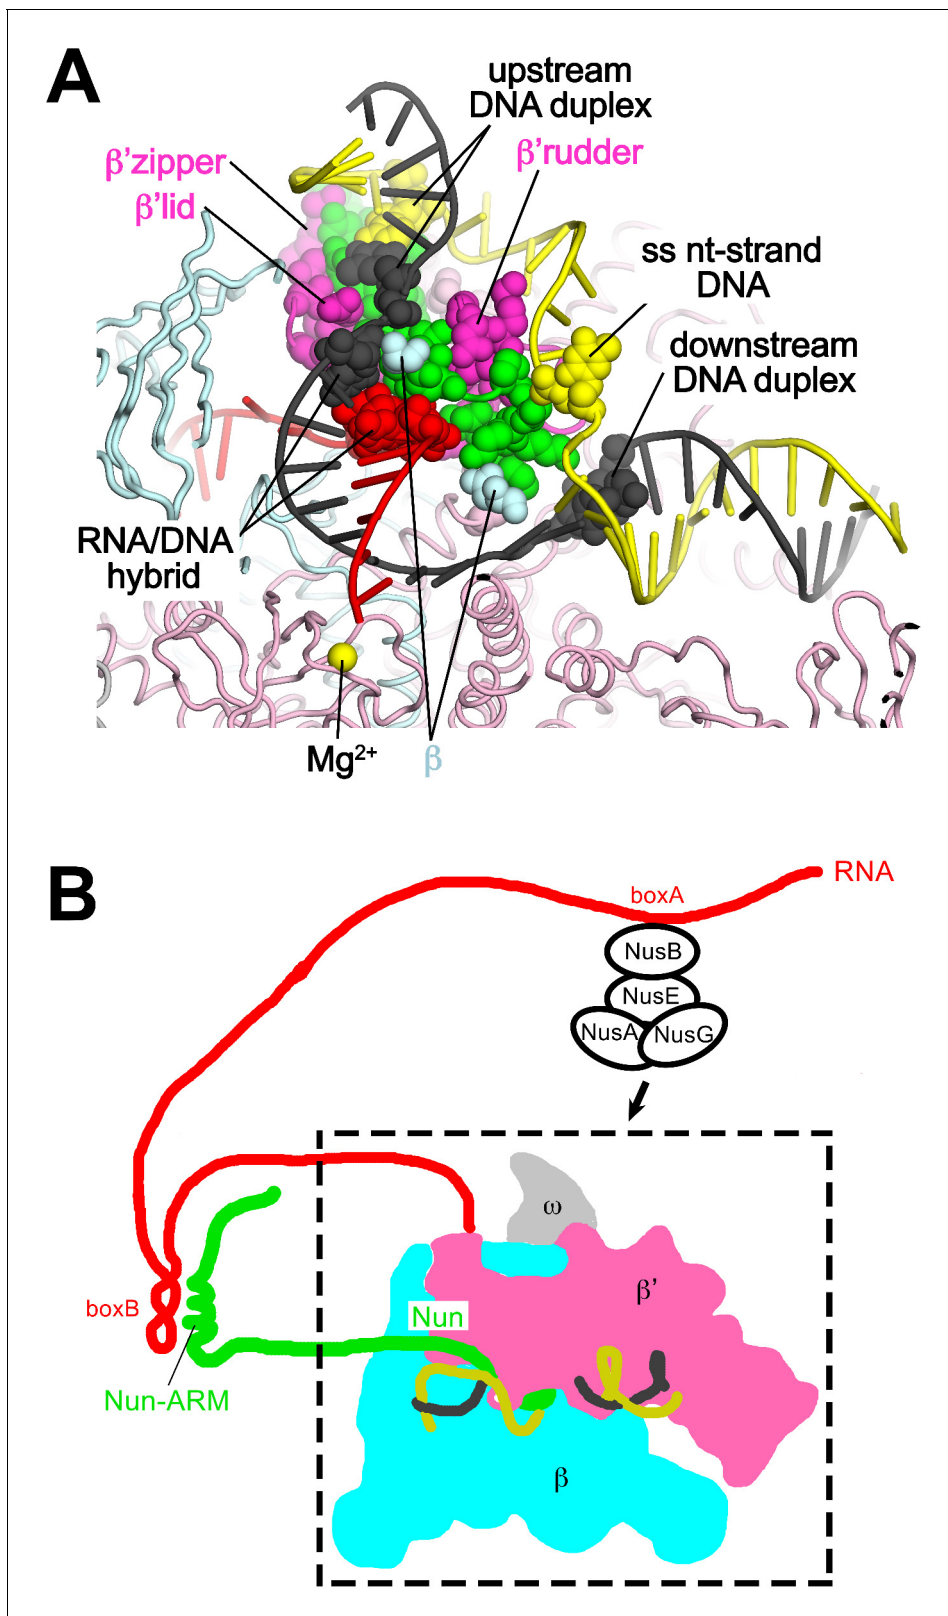 A
upstream
DNA duplex
β'zipper
β'rudder
β'lid
ss nt-strand
DNA
downstream
DNA duplex
RNA/DNA
hybrid
Mg²⁺
β
B
RNA
boxA
NusB
NusE
NusA
NusG
ω
β'
boxB
Nun
Nun-ARM
β